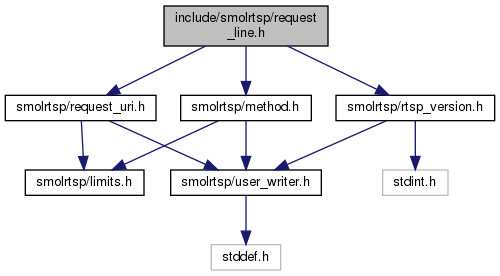 include/smolrtsp/request
_line.h
smolrtsp/request_uri.h
smolrtsp/method.h
smolrtsp/rtsp_version.h
smolrtsp/limits.h
smolrtsp/user_writer.h
stdint.h
stddef.h